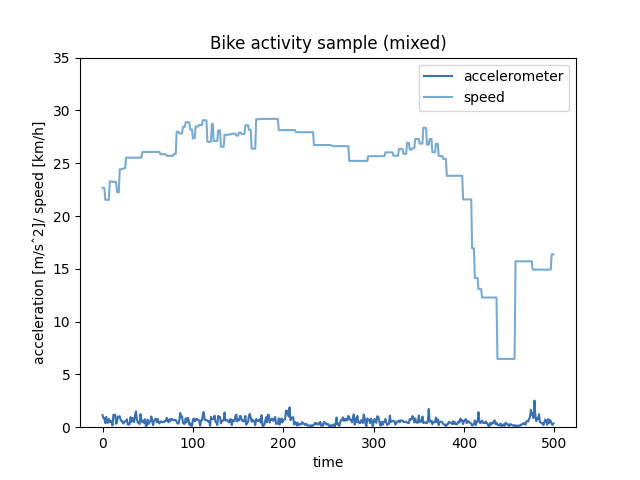 Bike activity sample (mixed)
accelerometer
speed
35
30
25
20
15
10
5
0
acceleration [m/s^2]/ speed [km/h]
0 100 200 300 400 500
time